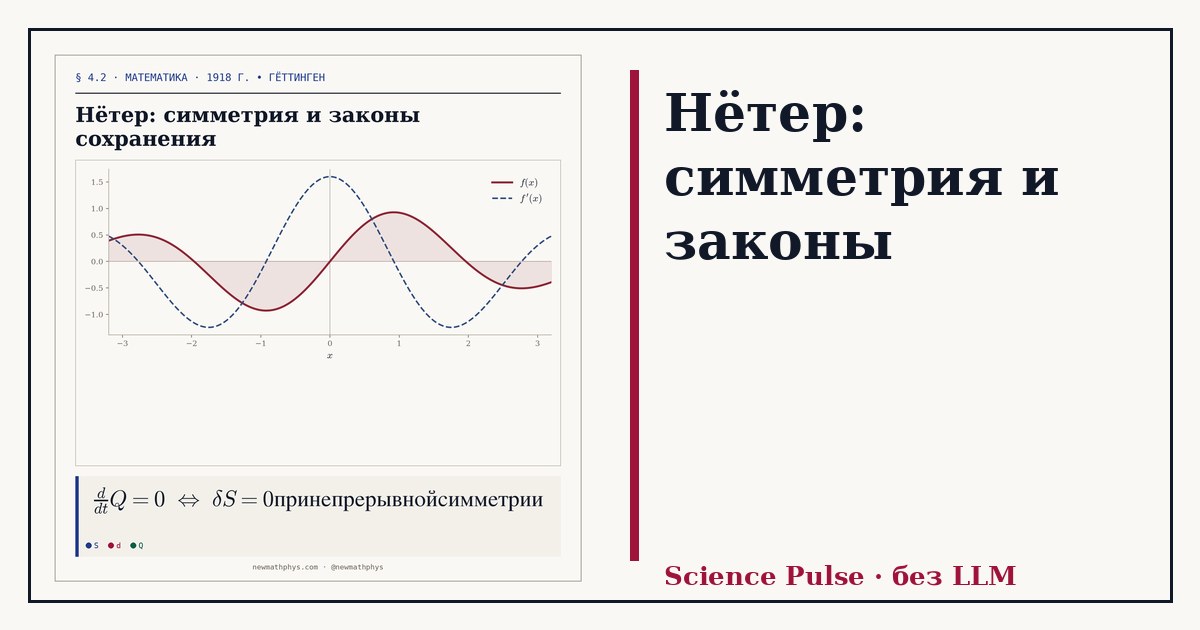 § 4.2 · МАТЕМАТИКА · 1918 Г. • ГЁТТИНГЕН
Нётер: симметрия и законы
сохранения
1.5
1.0
0.5
0.0
−0.5
−1.0
−3 −2 −1 0 1 2 3
x
f(x)
f′(x)
d/dt Q = 0 ⇔ δS = 0принепрерывнойсимметрии
S d Q
newmathphys.com · @newmathphys
Нётер:
симметрия и
законы
Science Pulse · без LLM